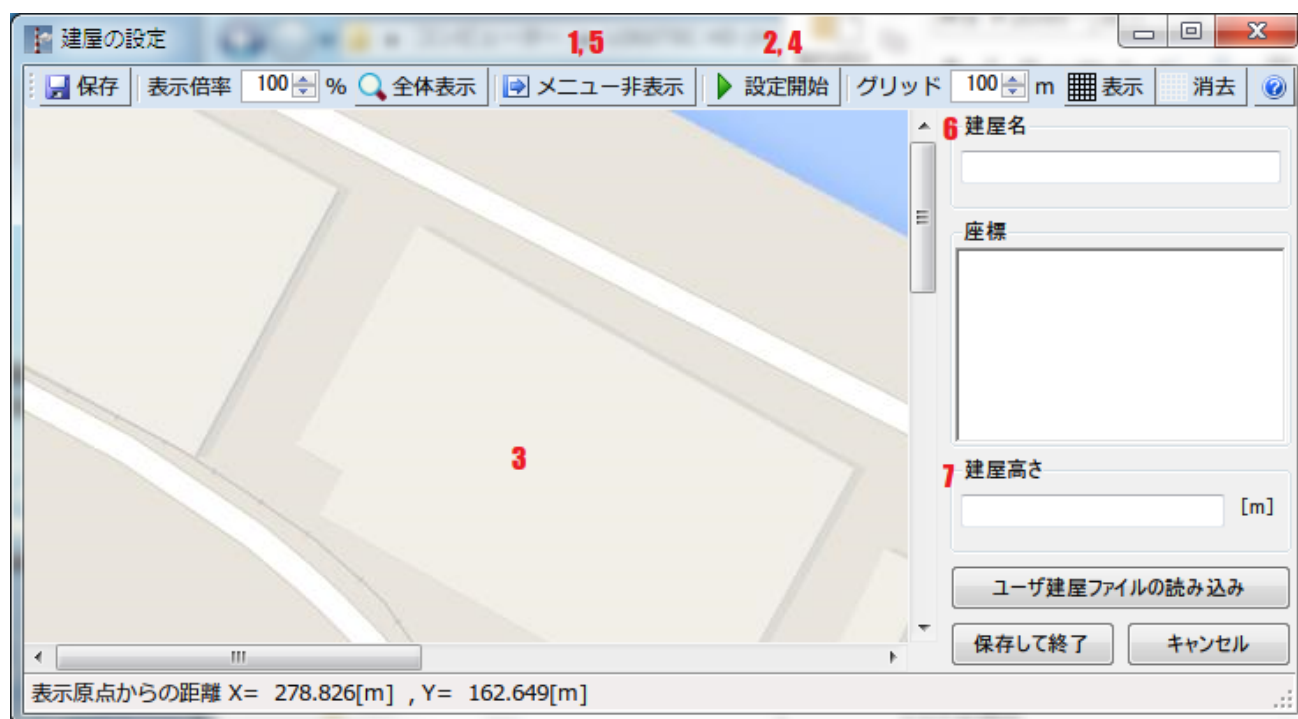 建屋の設定
1, 5
2, 4
保存 表示倍率 100 % 全体表示 メニュー非表示 設定開始 グリッド 100 m 表示 消去
6 建屋名
座標
3
7 建屋高さ
[m]
ユーザ建屋ファイルの読み込み
保存して終了 キャンセル
表示原点からの距離 X= 278.826[m] , Y= 162.649[m]